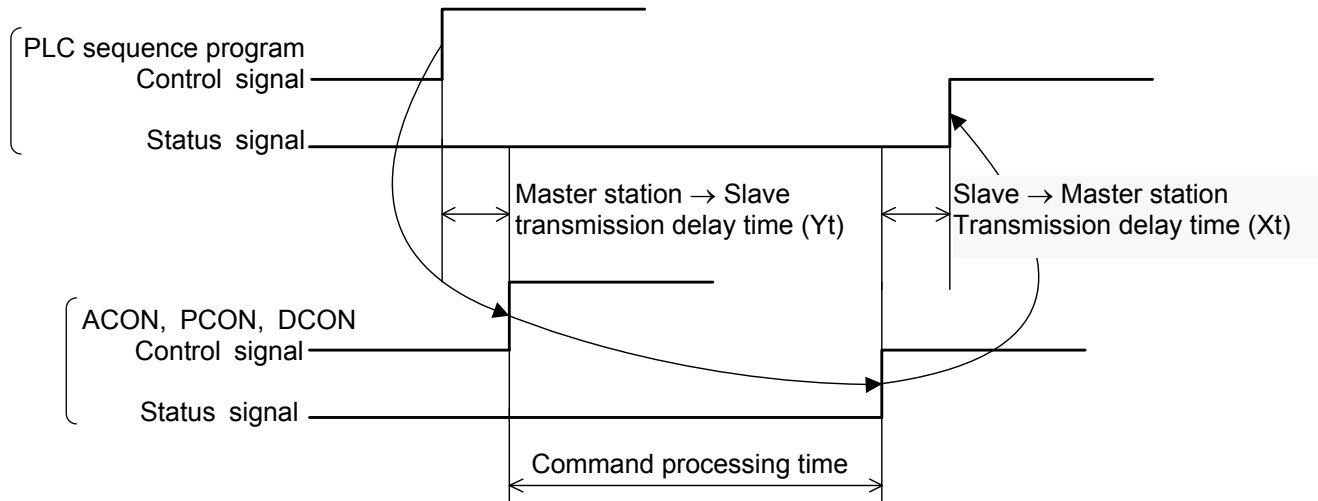 PLC sequence program
Control signal
Status signal
Master station → Slave
transmission delay time (Yt)
Slave → Master station
Transmission delay time (Xt)
ACON, PCON, DCON
Control signal
Status signal
Command processing time